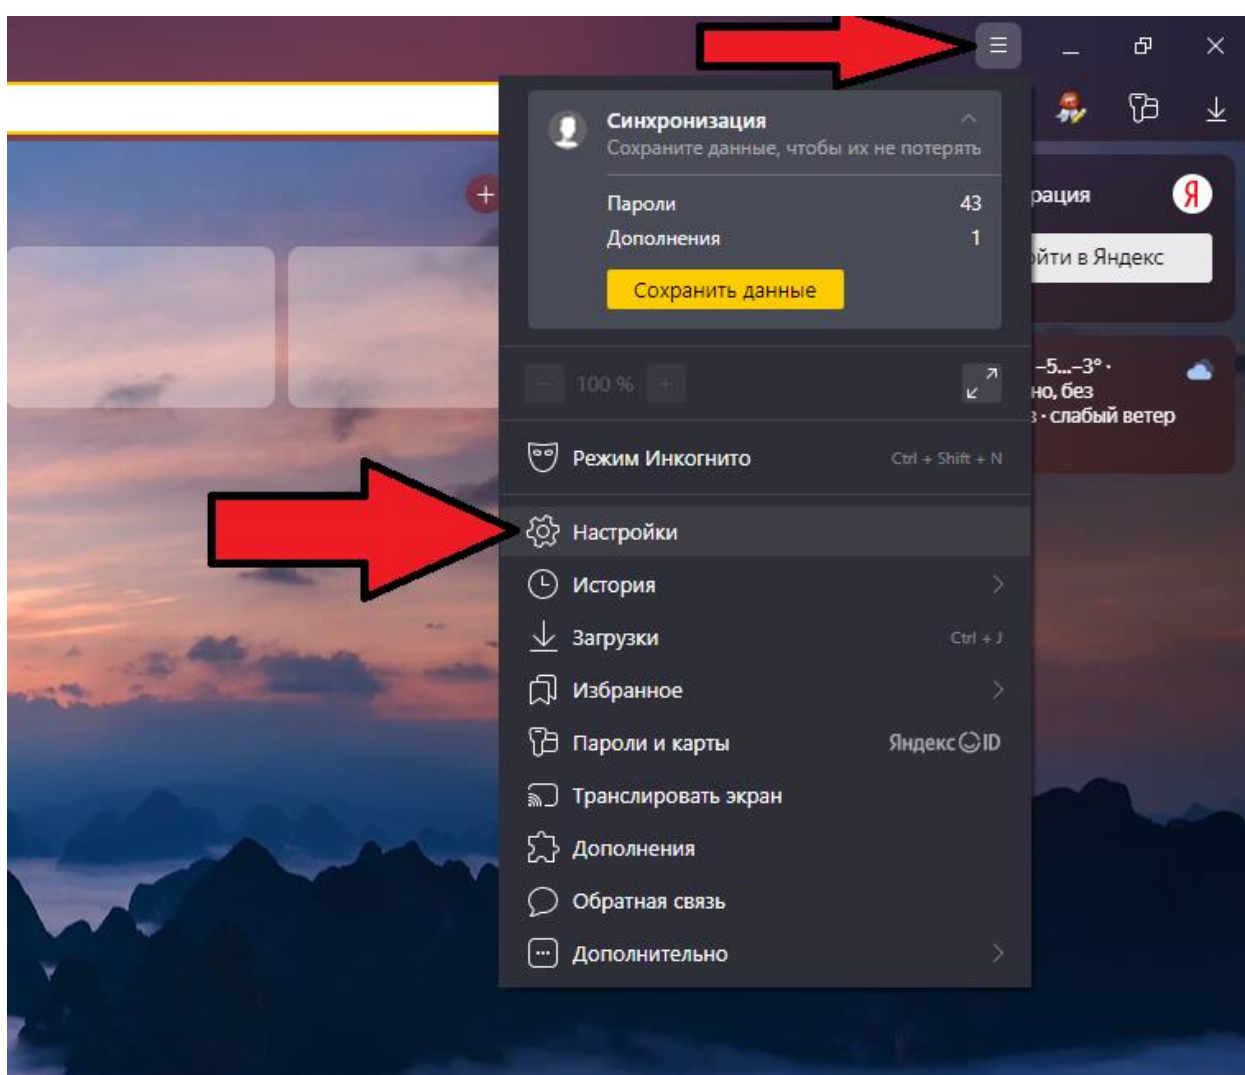 Синхронизация
Сохраните данные, чтобы их не потерять
Пароли 43
Дополнения 1
Сохранить данные
100 %
Режим Инкогнито Ctrl + Shift + N
Настройки
История
Загрузки Ctrl + J
Избранное
Пароли и карты Яндекс ID
Транслировать экран
Дополнения
Обратная связь
Дополнительно
рация Я
йти в Яндекс
–5...–3° ·
но, без
· слабый ветер